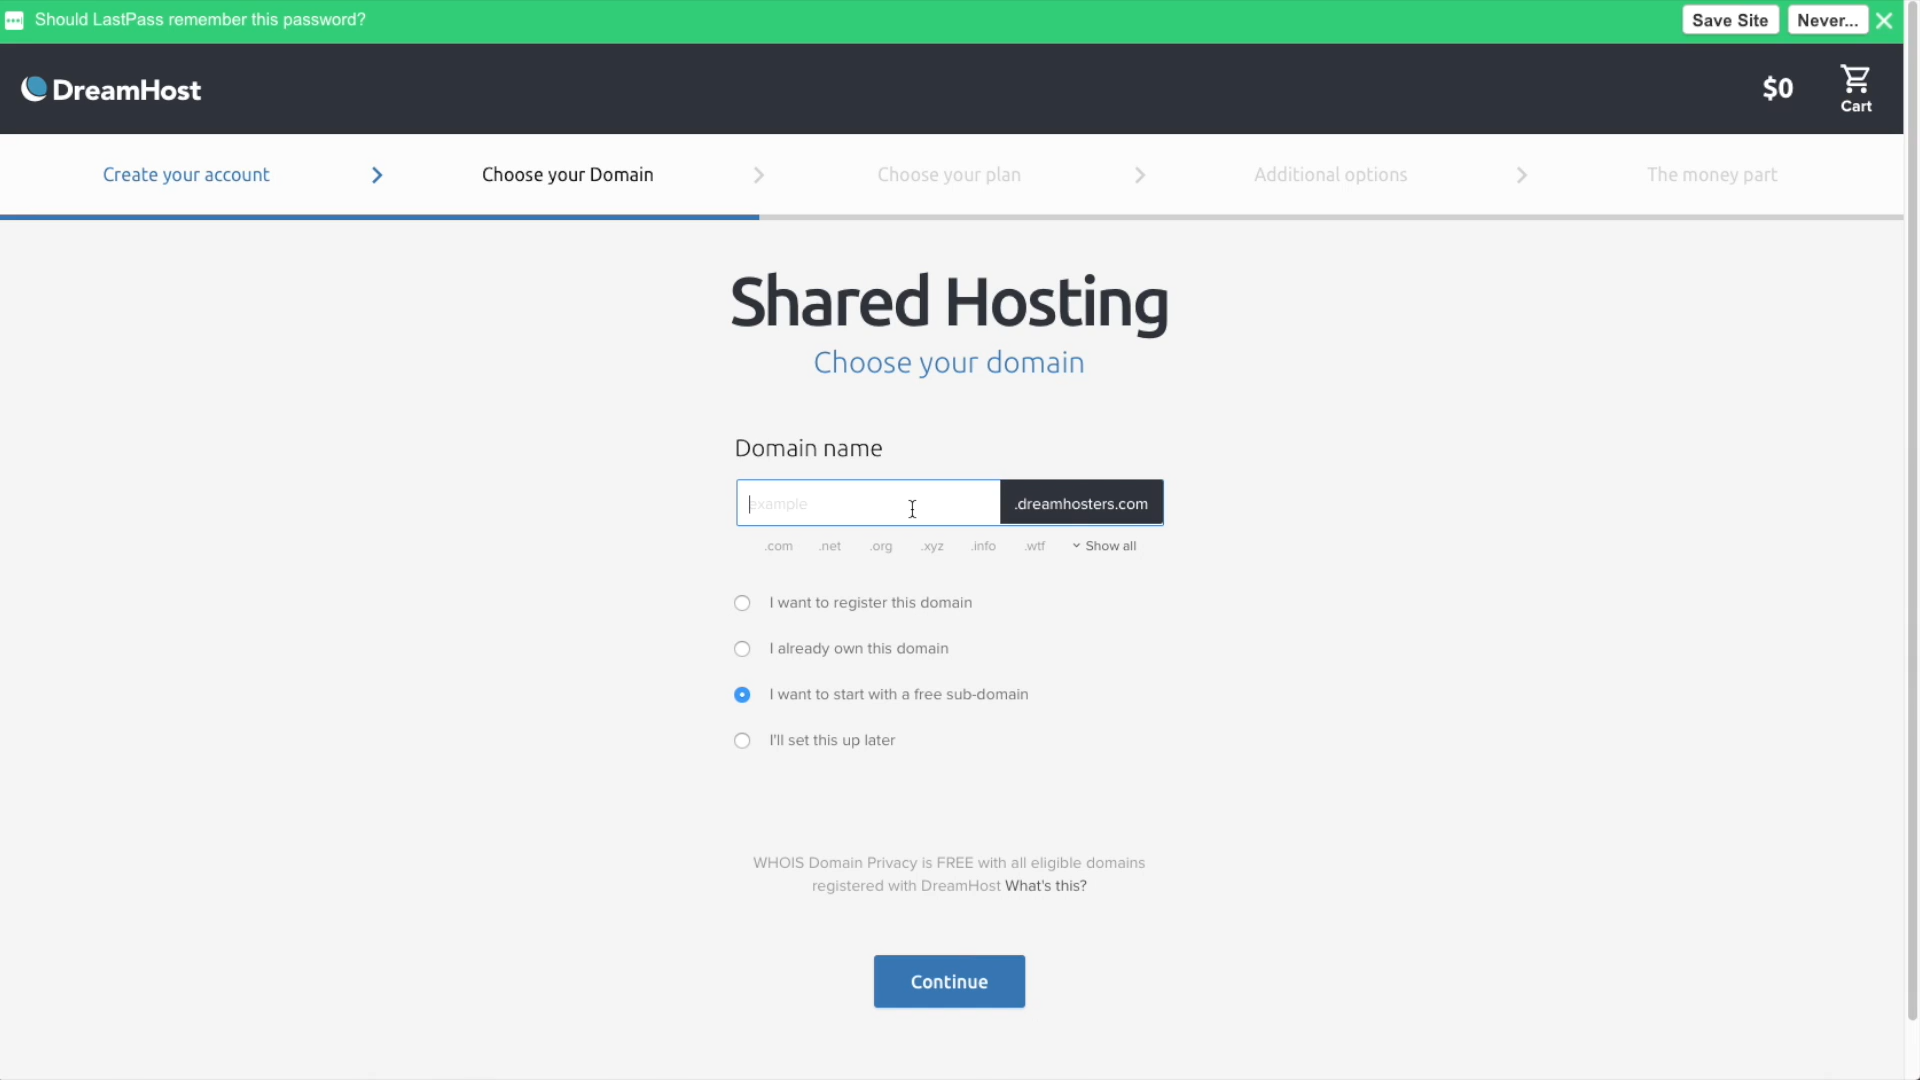 Should LastPass remember this password?
Save Site
Never...
DreamHost
$0
Cart
Create your account
Choose your Domain
Choose your plan
Additional options
The money part
Shared Hosting
Choose your domain
Domain name
example
.dreamhosters.com
.com .net .org .xyz .info .wtf Show all
I want to register this domain
I already own this domain
I want to start with a free sub-domain
I'll set this up later
WHOIS Domain Privacy is FREE with all eligible domains
registered with DreamHost What's this?
Continue